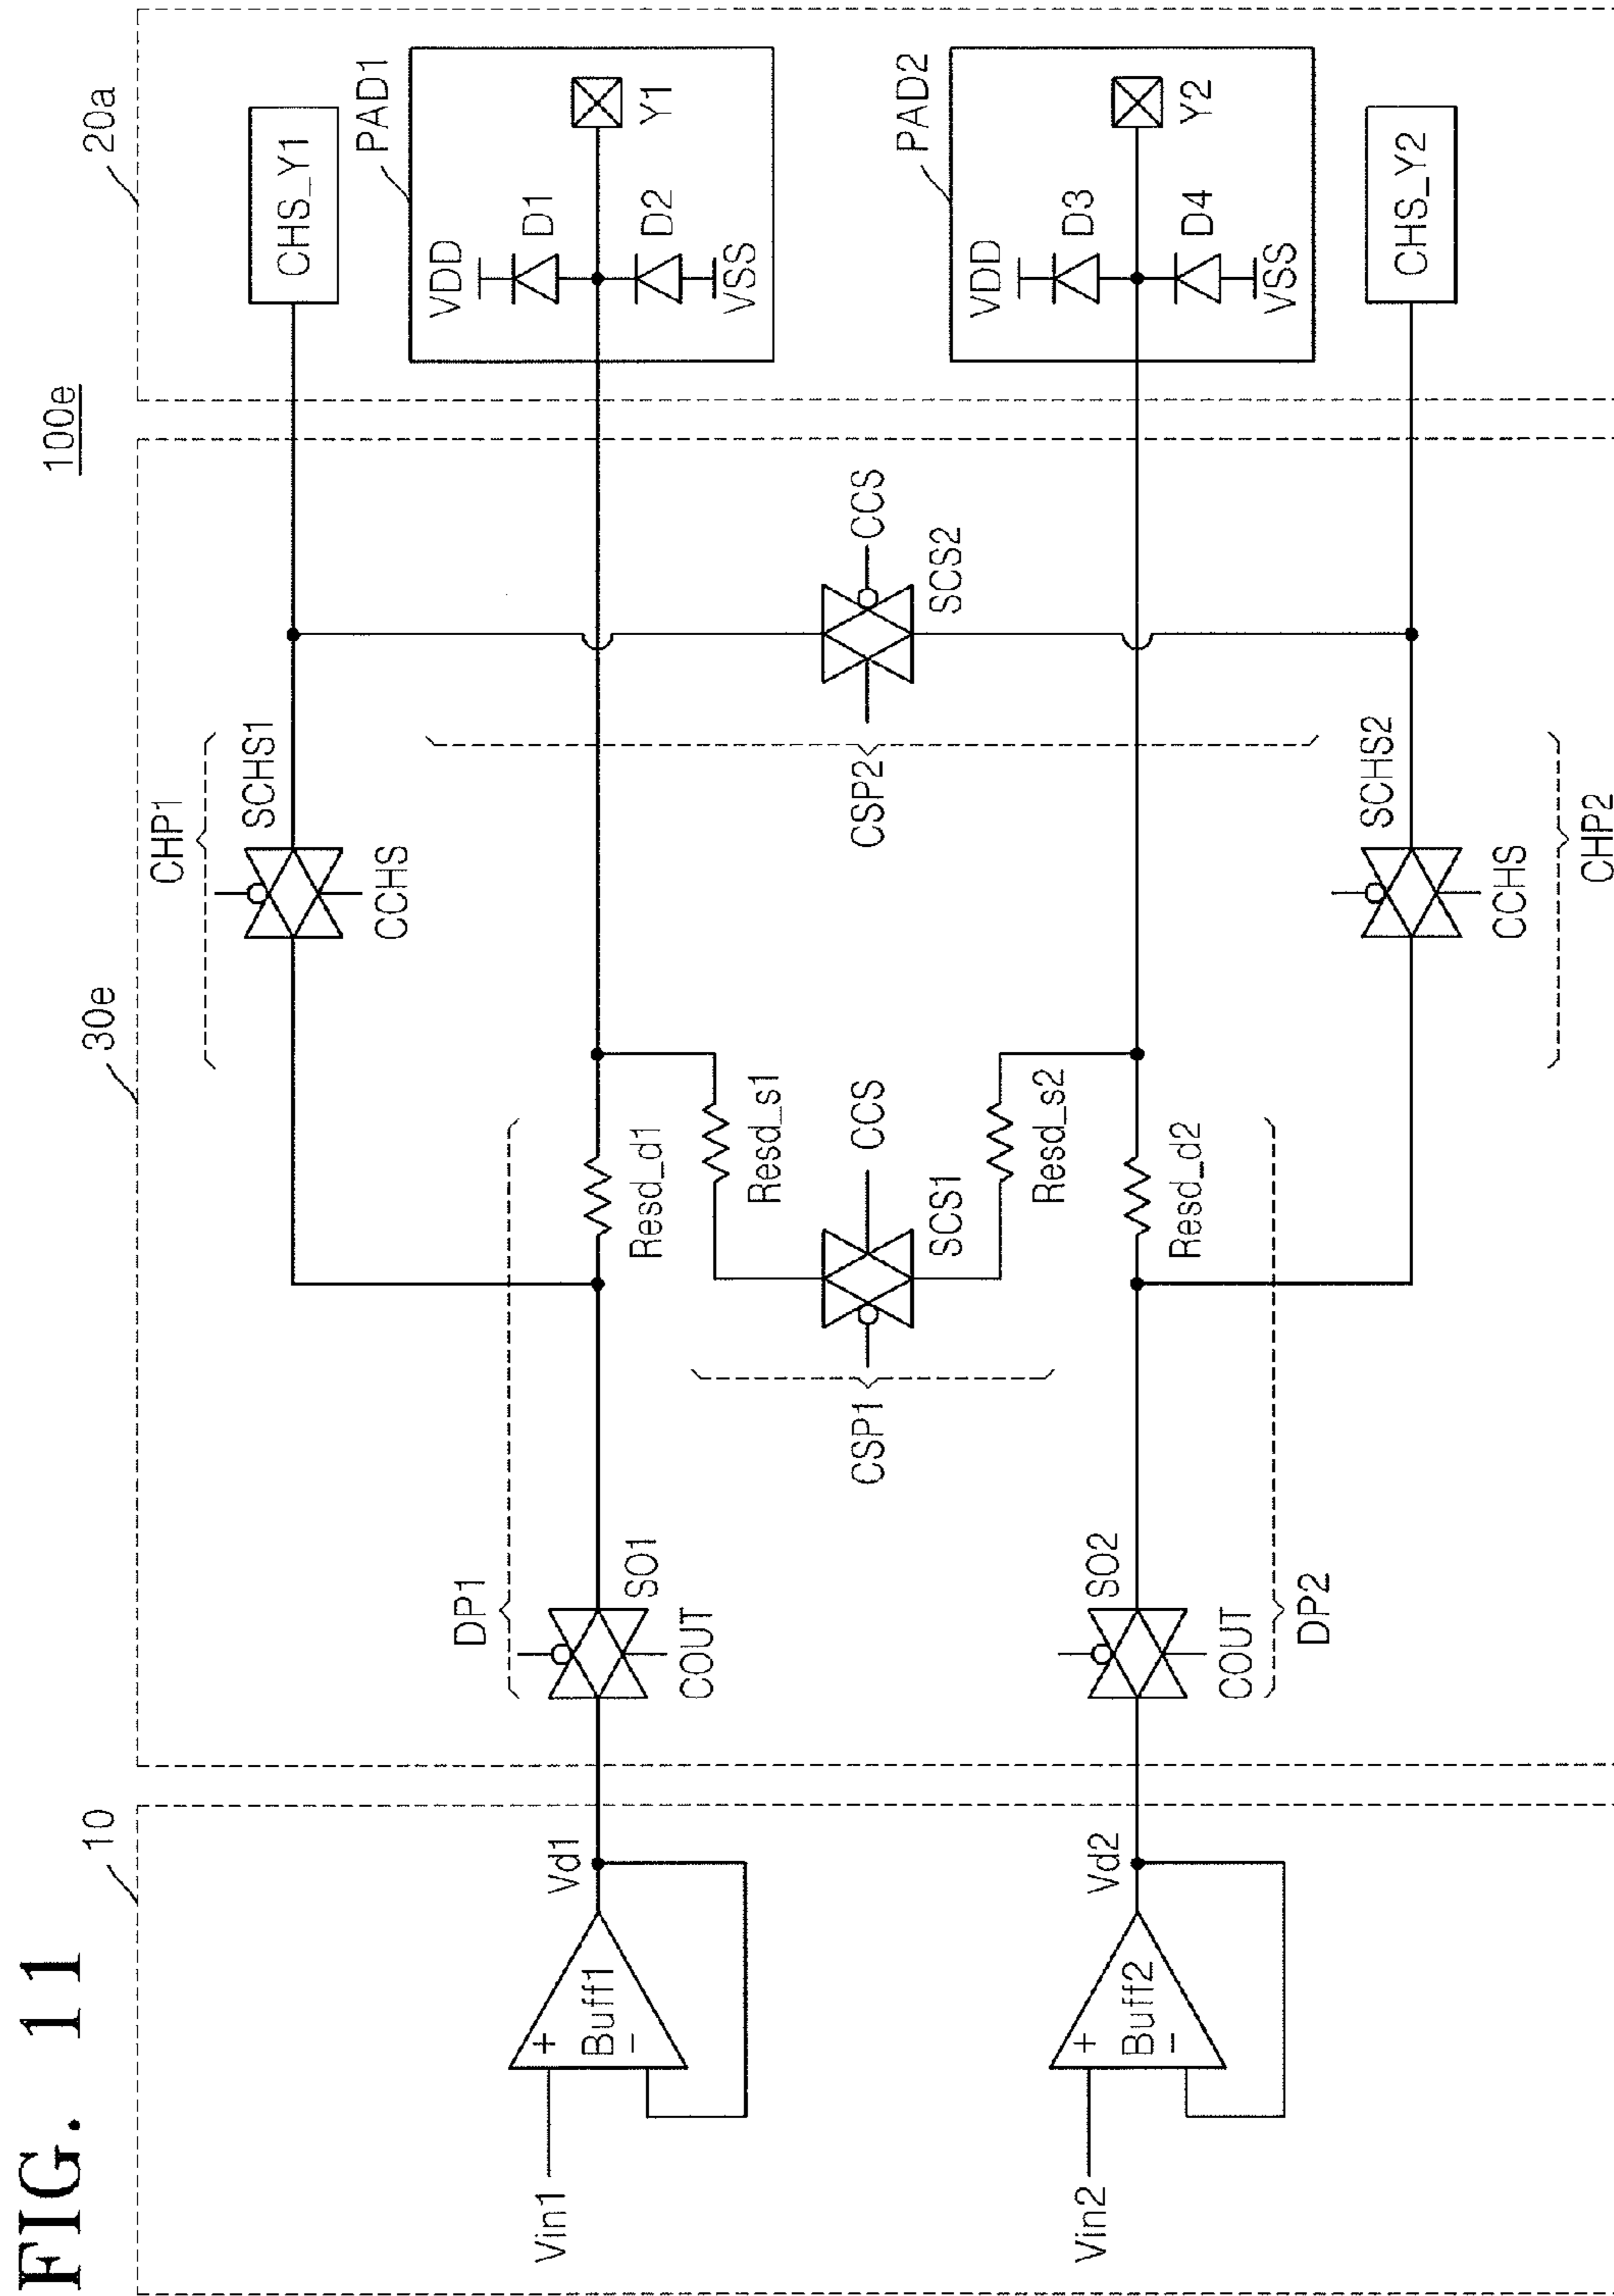 FIG. 11
100e
10
30e
20a
Vin1
+
Buff1
−
Vd1
DP1
SO1
COUT
Resd_d1
CHP1
SCHS1
CCHS
CHS_Y1
PAD1
VDD
D1
D2
VSS
Y1
CSP1
Resd_s1
CCS
SCS1
Resd_s2
CSP2
CCS
SCS2
Vin2
+
Buff2
−
Vd2
SO2
COUT
DP2
Resd_d2
SCHS2
CCHS
CHP2
PAD2
VDD
D3
D4
VSS
Y2
CHS_Y2